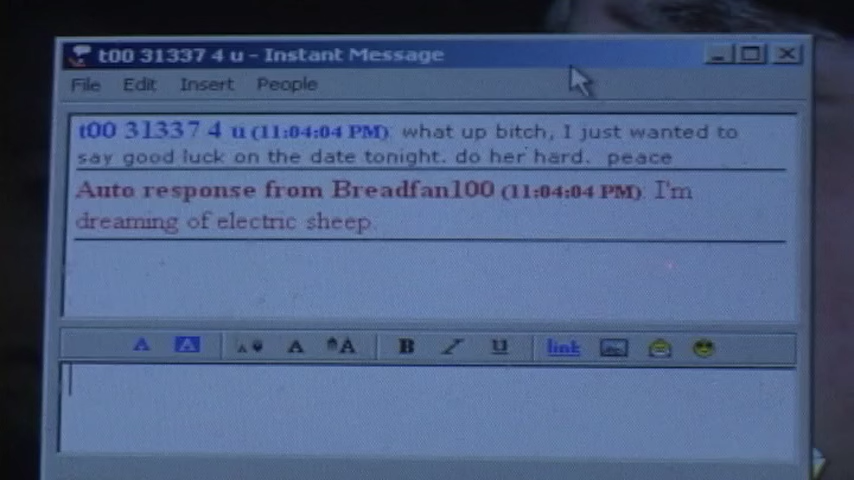 t00 31337 4 u - Instant Message
File Edit Insert People
t00 31337 4 u (11:04:04 PM): what up bitch, I just wanted to
say good luck on the date tonight. do her hard. peace
Auto response from Breadfan100 (11:04:04 PM): I'm
dreaming of electric sheep.
A A A A A B I U link